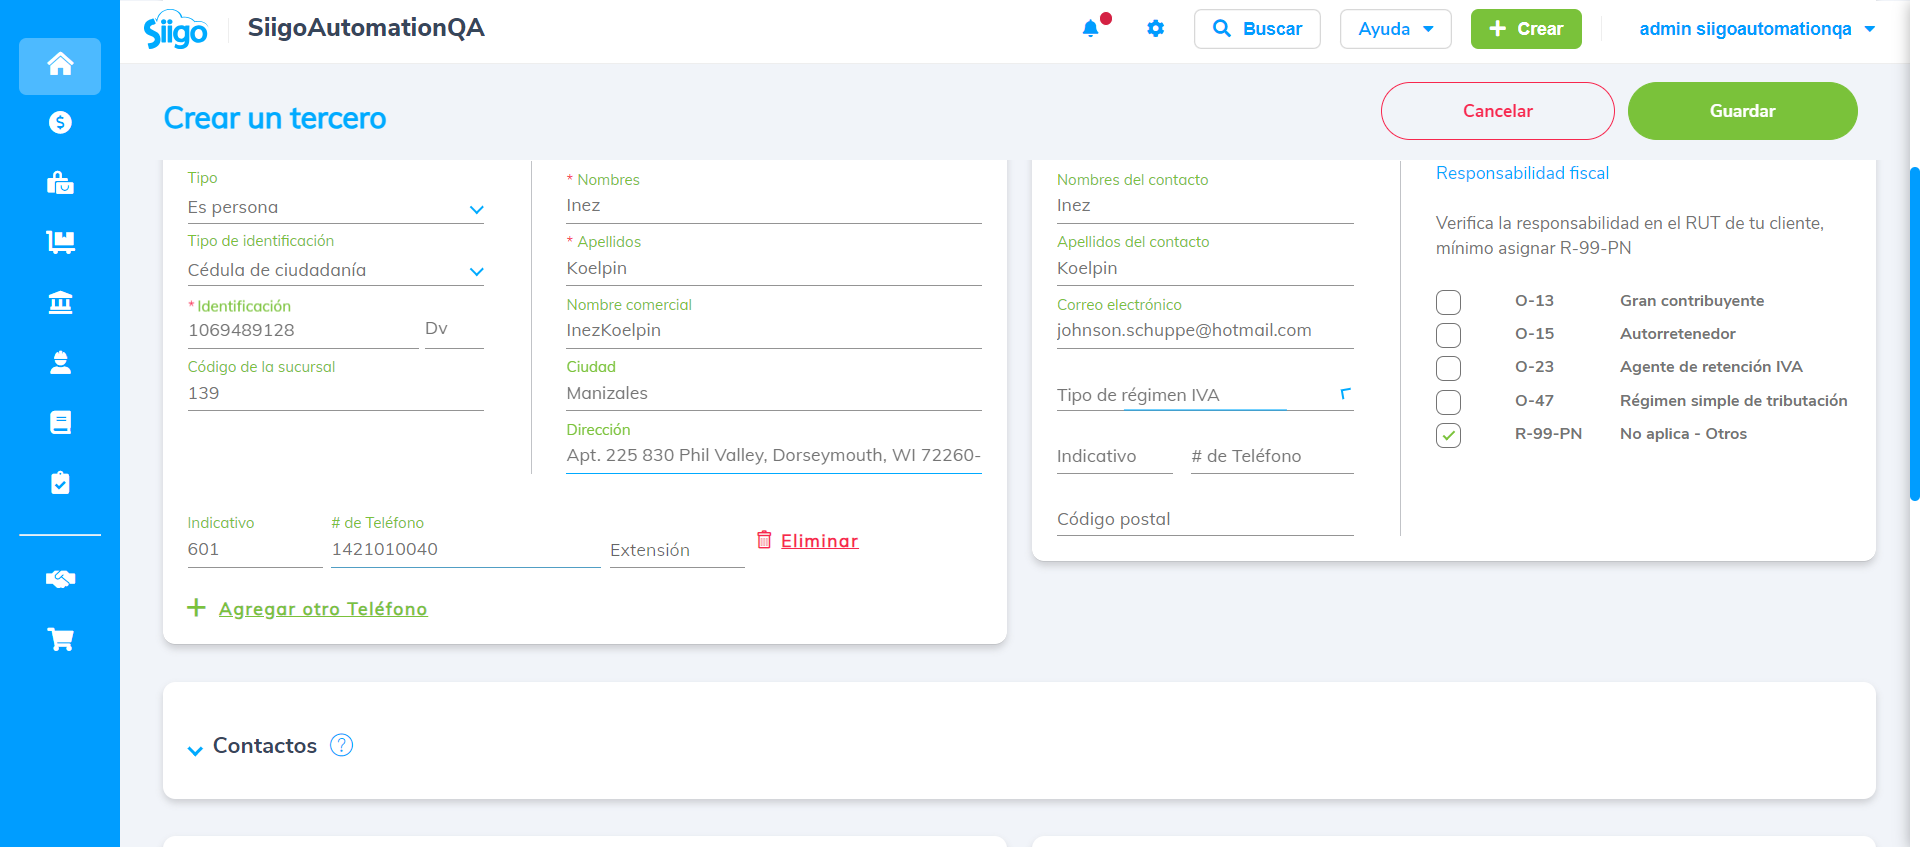 Siigo
SiigoAutomationQA
Buscar
Ayuda
Crear
admin siigoautomationqa
Crear un tercero
Cancelar
Guardar
Tipo
Es persona
Tipo de identificación
Cédula de ciudadanía
* Identificación
1069489128
Dv
Código de la sucursal
139
* Nombres
Inez
* Apellidos
Koelpin
Nombre comercial
InezKoelpin
Ciudad
Manizales
Dirección
Apt. 225 830 Phil Valley, Dorseymouth, WI 72260-
Indicativo
601
# de Teléfono
1421010040
Extensión
Eliminar
Agregar otro Teléfono
Nombres del contacto
Inez
Apellidos del contacto
Koelpin
Correo electrónico
johnson.schuppe@hotmail.com
Tipo de régimen IVA
Indicativo
# de Teléfono
Código postal
Responsabilidad fiscal
Verifica la responsabilidad en el RUT de tu cliente,
mínimo asignar R-99-PN
O-13 Gran contribuyente
O-15 Autorretenedor
O-23 Agente de retención IVA
O-47 Régimen simple de tributación
R-99-PN No aplica - Otros
Contactos ?